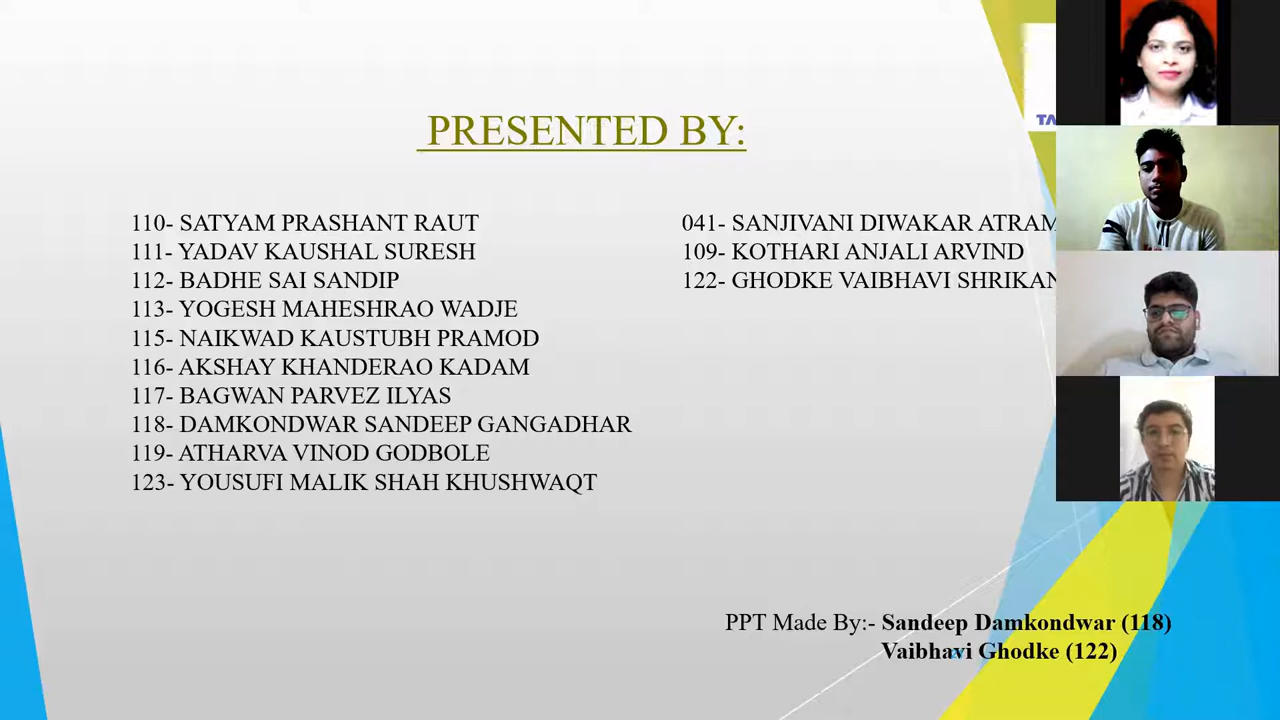 PRESENTED BY:
110- SATYAM PRASHANT RAUT
111- YADAV KAUSHAL SURESH
112- BADHE SAI SANDIP
113- YOGESH MAHESHRAO WADJE
115- NAIKWAD KAUSTUBH PRAMOD
116- AKSHAY KHANDERAO KADAM
117- BAGWAN PARVEZ ILYAS
118- DAMKONDWAR SANDEEP GANGADHAR
119- ATHARVA VINOD GODBOLE
123- YOUSUFI MALIK SHAH KHUSHWAQT
041- SANJIVANI DIWAKAR ATRAM
109- KOTHARI ANJALI ARVIND
122- GHODKE VAIBHAVI
PPT Made By:- Sandeep Damkondwar (118)
Vaibhavi Ghodke (122)